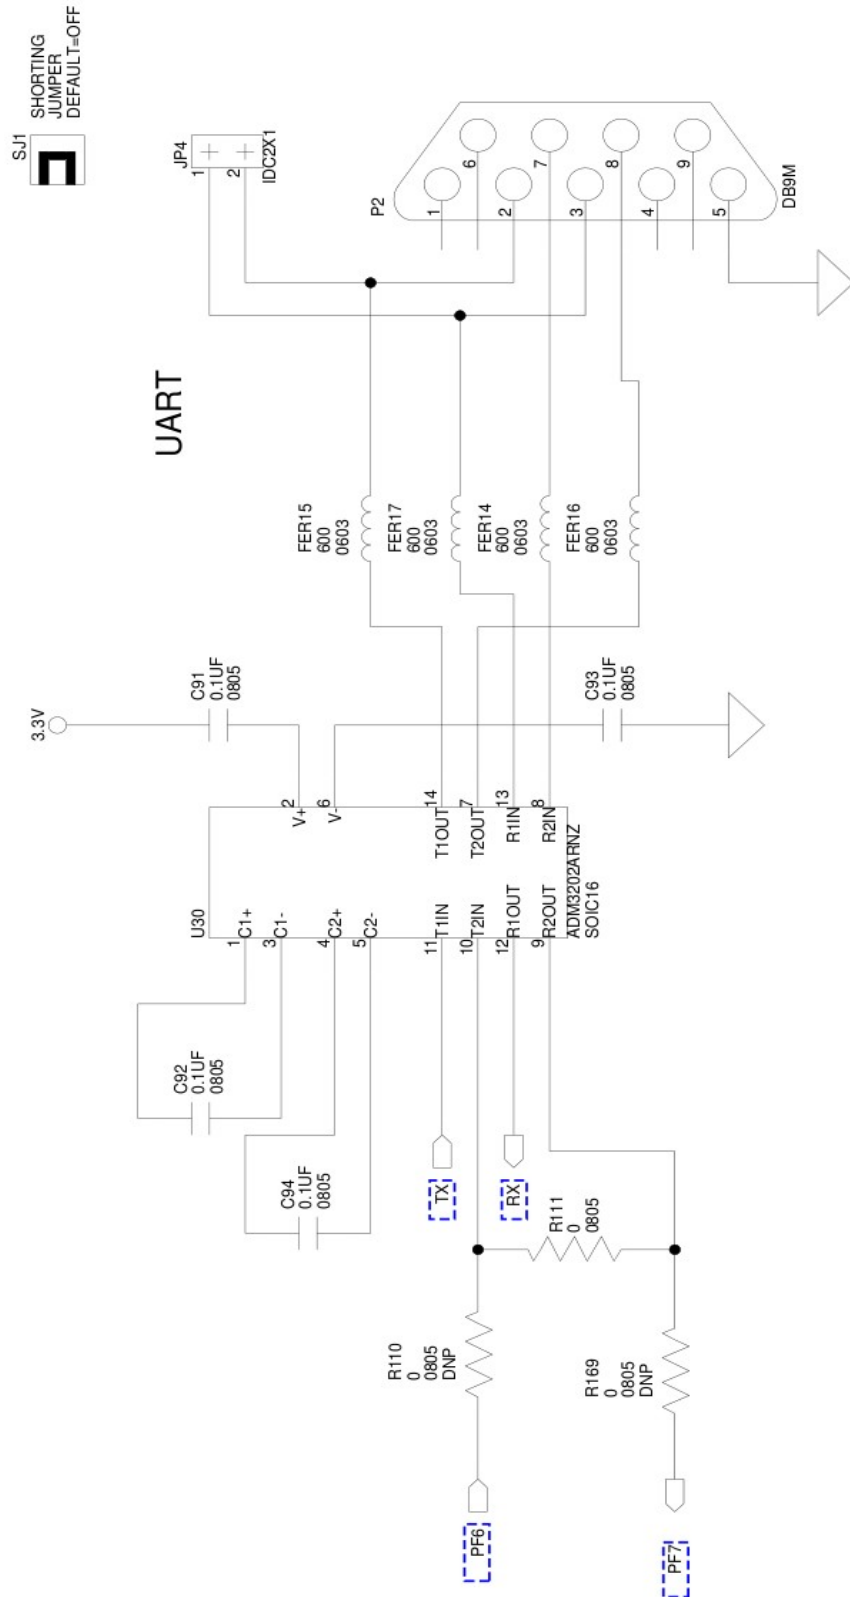 SJ1
SHORTING
JUMPER
DEFAULT=OFF
JP4
1
2
IDC2X1
P2
1
6
2
7
3
8
4
9
5
DB9M
UART
FER15
600
0603
FER17
600
0603
FER14
600
0603
FER16
600
0603
3.3V
C91
0.1UF
0805
C93
0.1UF
0805
2
V+
6
V-
14
T1OUT
7
T2OUT
13
R1IN
8
R2IN
U30
1
C1+
3
C1-
4
C2+
5
C2-
11
T1IN
10
T2IN
12
R1OUT
9
R2OUT
ADM3202ARNZ
SOIC16
C92
0.1UF
0805
C94
0.1UF
0805
TX
RX
R111
0
0805
R110
0
0805
DNP
R169
0
0805
DNP
PF6
PF7